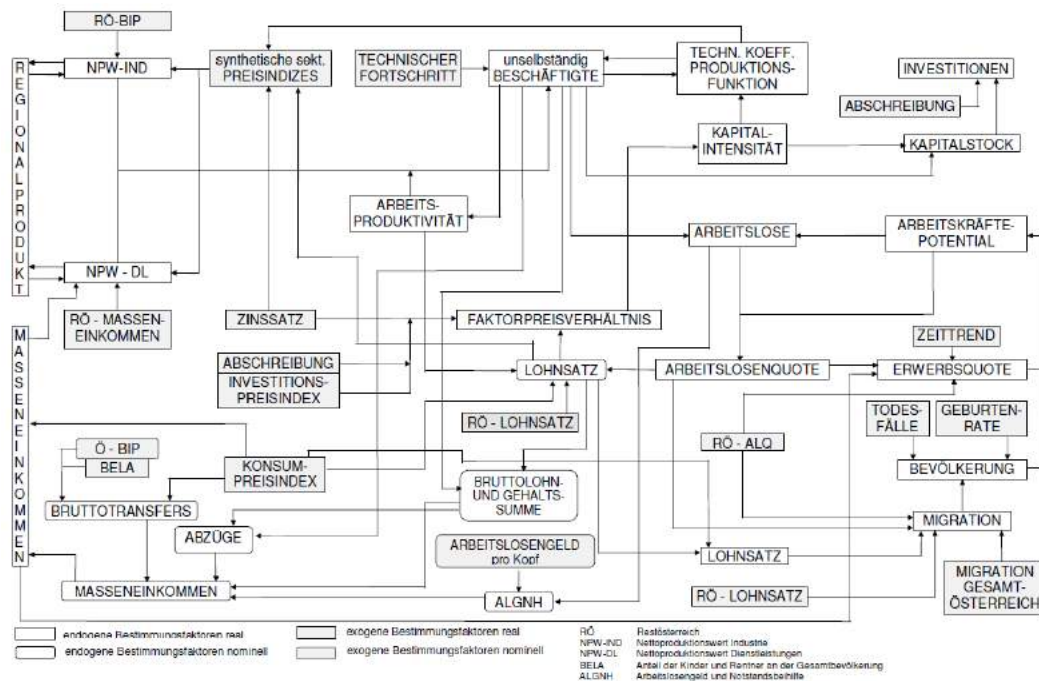 RÖ-BIP
REGIONALPRODUKT
NPW-IND
synthetische sekt.
PREISINDIZES
TECHNISCHER
FORTSCHRITT
unselbständig
BESCHÄFTIGTE
TECHN. KOEFF.
PRODUKTIONS-
FUNKTION
INVESTITIONEN
ABSCHREIBUNG
KAPITAL-
INTENSITÄT
KAPITALSTOCK
ARBEITS-
PRODUKTIVITÄT
ARBEITSLOSE
ARBEITSKRÄFTE-
POTENTIAL
NPW - DL
RÖ - MASSEN-
EINKOMMEN
MASSENEINKOMMEN
ZINSSATZ
FAKTORPREISVERHÄLTNIS
ZEITTREND
ABSCHREIBUNG
INVESTITIONS-
PREISINDEX
LOHNSATZ
ARBEITSLOSENQUOTE
ERWERBSQUOTE
RÖ - LOHNSATZ
TODES-
FÄLLE
GEBURTEN-
RATE
RÖ - ALQ
Ö - BIP
BELA
KONSUM-
PREISINDEX
BEVÖLKERUNG
BRUTTOLOHN-
UND GEHALTS-
SUMME
BRUTTOTRANSFERS
ABZÜGE
MIGRATION
ARBEITSLOSENGELD
pro Kopf
LOHNSATZ
MASSENEINKOMMEN
ALGNH
RÖ - LOHNSATZ
MIGRATION
GESAMT-
ÖSTERREICH
endogene Bestimmungsfaktoren real
endogene Bestimmungsfaktoren nominell
exogene Bestimmungsfaktoren real
exogene Bestimmungsfaktoren nominell
RÖ Restösterreich
NPW-IND Nettoproduktionswert Industrie
NPW-DL Nettoproduktionswert Dienstleistungen
BELA Anteil der Kinder und Rentner an der Gesamtbevölkerung
ALGNH Arbeitslosengeld und Notstandsbeihilfe